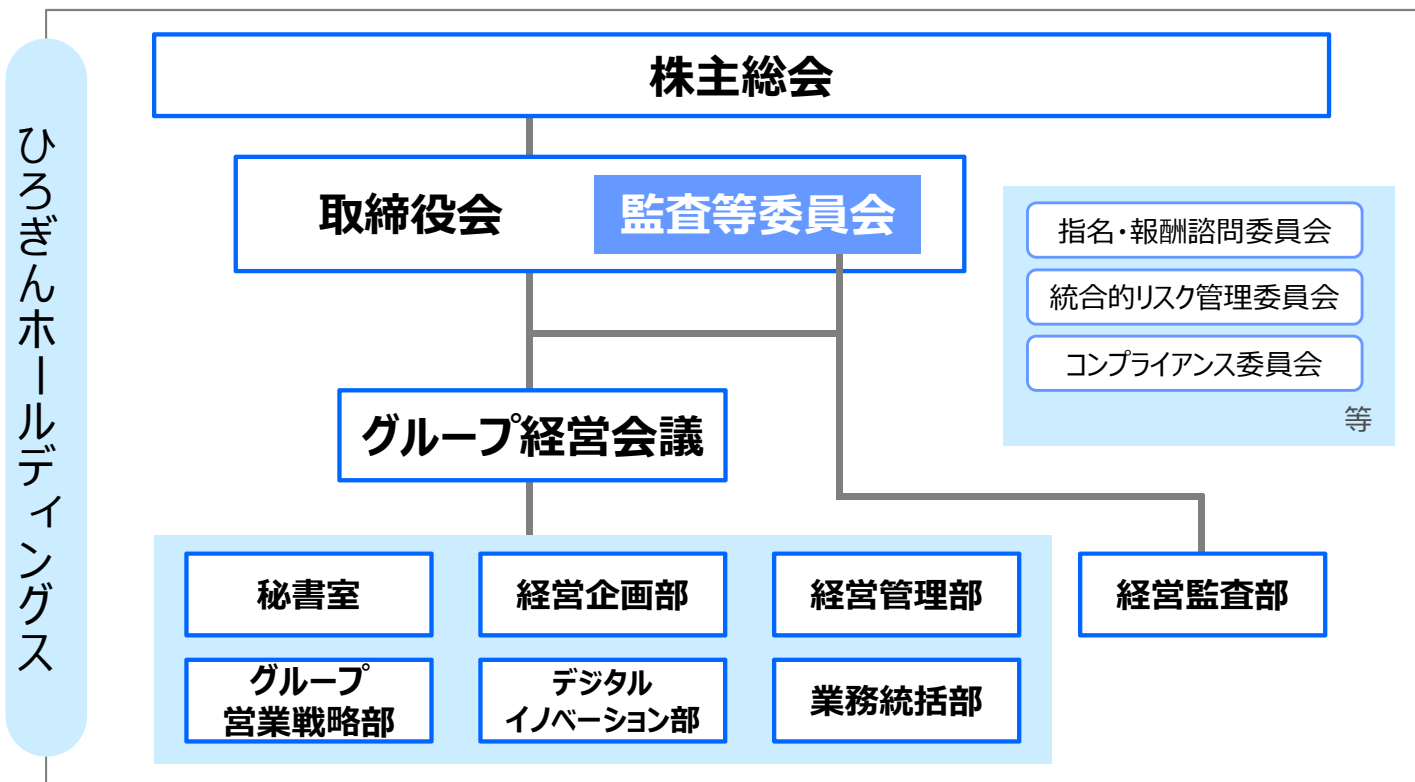 ひろぎんホールディングス
株主総会
取締役会
監査等委員会
指名・報酬諮問委員会
統合的リスク管理委員会
コンプライアンス委員会
等
グループ経営会議
秘書室
経営企画部
経営管理部
経営監査部
グループ
営業戦略部
デジタル
イノベーション部
業務統括部